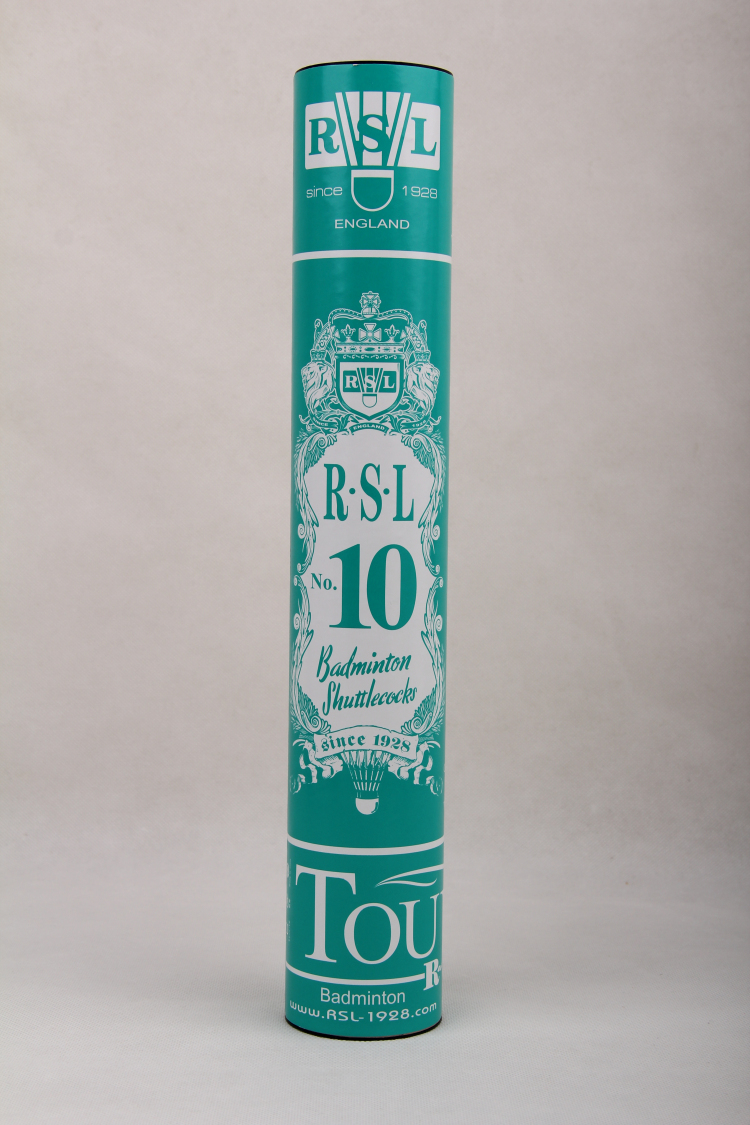 RSL
since 1928
ENGLAND
RSL
ENGLAND
R·S·L
No. 10
Badminton
Shuttlecocks
since 1928
TOU
R-
Badminton
www.RSL-1928.com